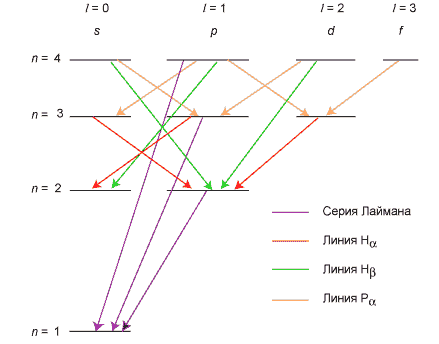 l = 0 l = 1 l = 2 l = 3
s p d f
n = 4
n = 3
n = 2
n = 1
Серия Лаймана
Линия Hα
Линия Hβ
Линия Pα